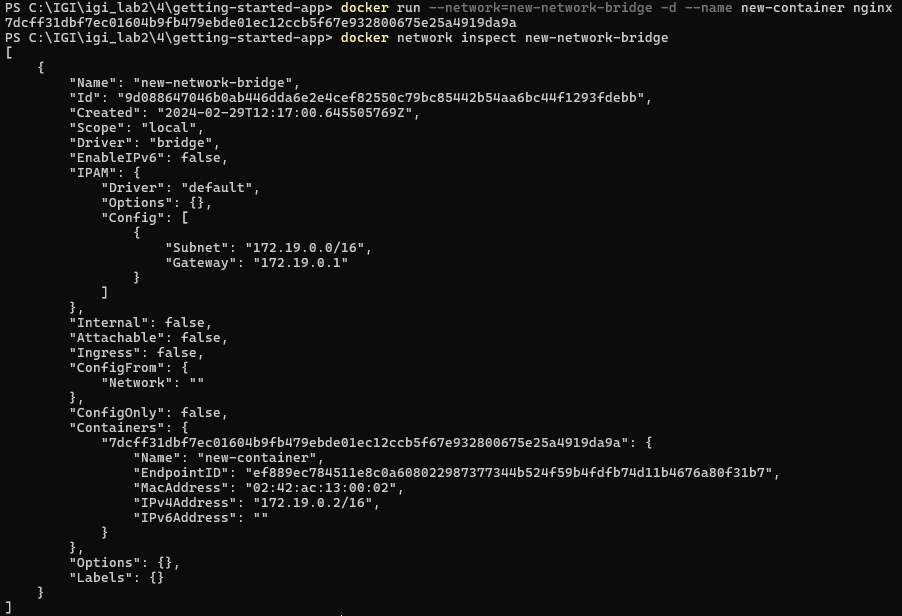 PS C:\IGI\igi_lab2\4\getting-started-app> docker run --network=new-network-bridge -d --name new-container nginx
7dcff31dbf7ec01604b9fb479ebde01ec12ccb5f67e932800675e25a4919da9a
PS C:\IGI\igi_lab2\4\getting-started-app> docker network inspect new-network-bridge
[
    {
        "Name": "new-network-bridge",
        "Id": "9d088647046b0ab446dda6e2e4cef82550c79bc85442b54aa6bc44f1293fdebb",
        "Created": "2024-02-29T12:17:00.645505769Z",
        "Scope": "local",
        "Driver": "bridge",
        "EnableIPv6": false,
        "IPAM": {
            "Driver": "default",
            "Options": {},
            "Config": [
                {
                    "Subnet": "172.19.0.0/16",
                    "Gateway": "172.19.0.1"
                }
            ]
        },
        "Internal": false,
        "Attachable": false,
        "Ingress": false,
        "ConfigFrom": {
            "Network": ""
        },
        "ConfigOnly": false,
        "Containers": {
            "7dcff31dbf7ec01604b9fb479ebde01ec12ccb5f67e932800675e25a4919da9a": {
                "Name": "new-container",
                "EndpointID": "ef889ec784511e8c0a608022987377344b524f59b4fdfb74d11b4676a80f31b7",
                "MacAddress": "02:42:ac:13:00:02",
                "IPv4Address": "172.19.0.2/16",
                "IPv6Address": ""
            }
        },
        "Options": {},
        "Labels": {}
    }
]